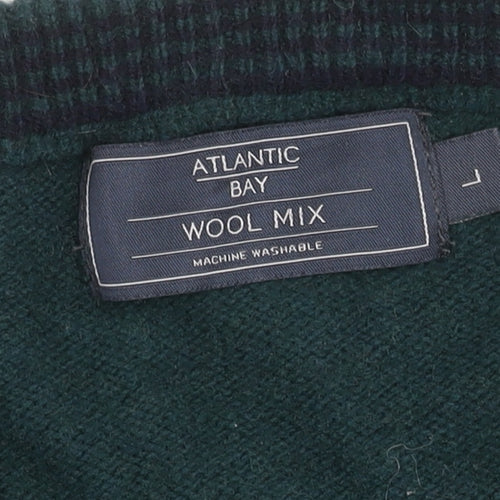 ATLANTIC
BAY
WOOL MIX
MACHINE WASHABLE
L